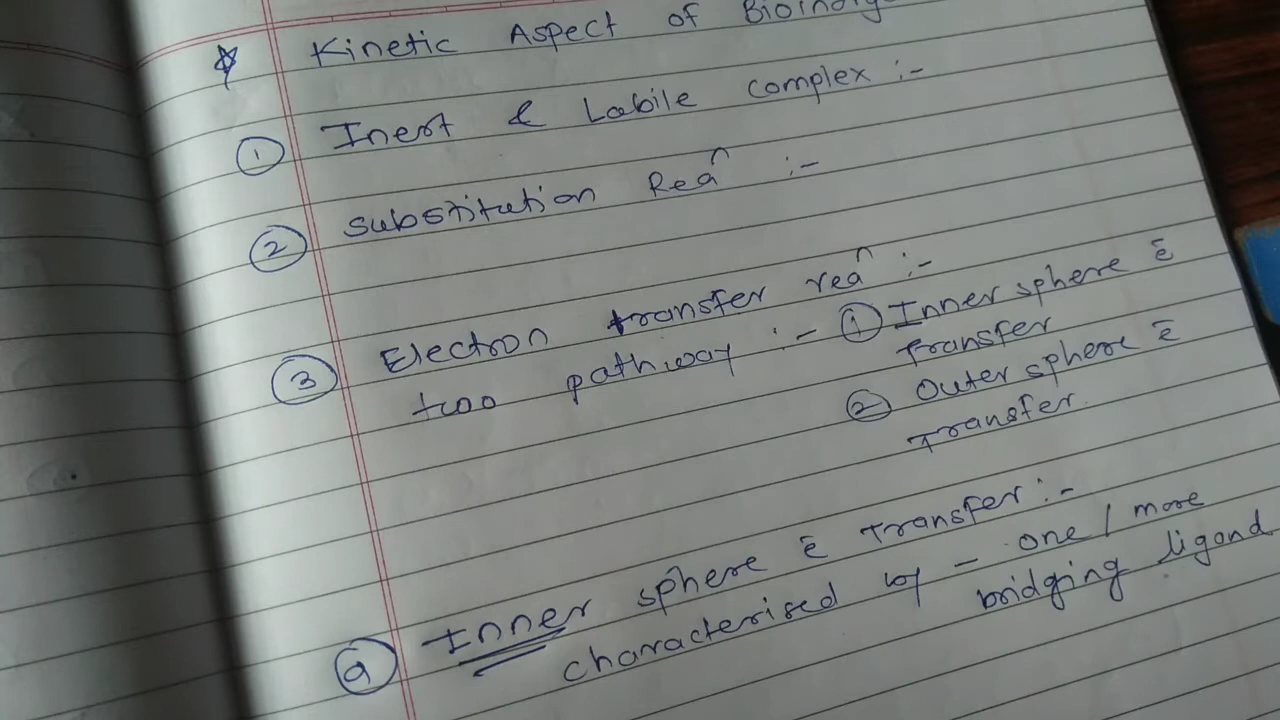 ☆ Kinetic Aspect of Bioinorg
① Inert & Labile complex :-
② substitution Reaⁿ :-
③ Electron transfer reaⁿ :-
two pathway :- ① Inner sphere ē
Transfer
② Outer sphere ē
Transfer.
ⓐ Inner sphere ē Transfer :-
characterised by - one / more
bridging ligand